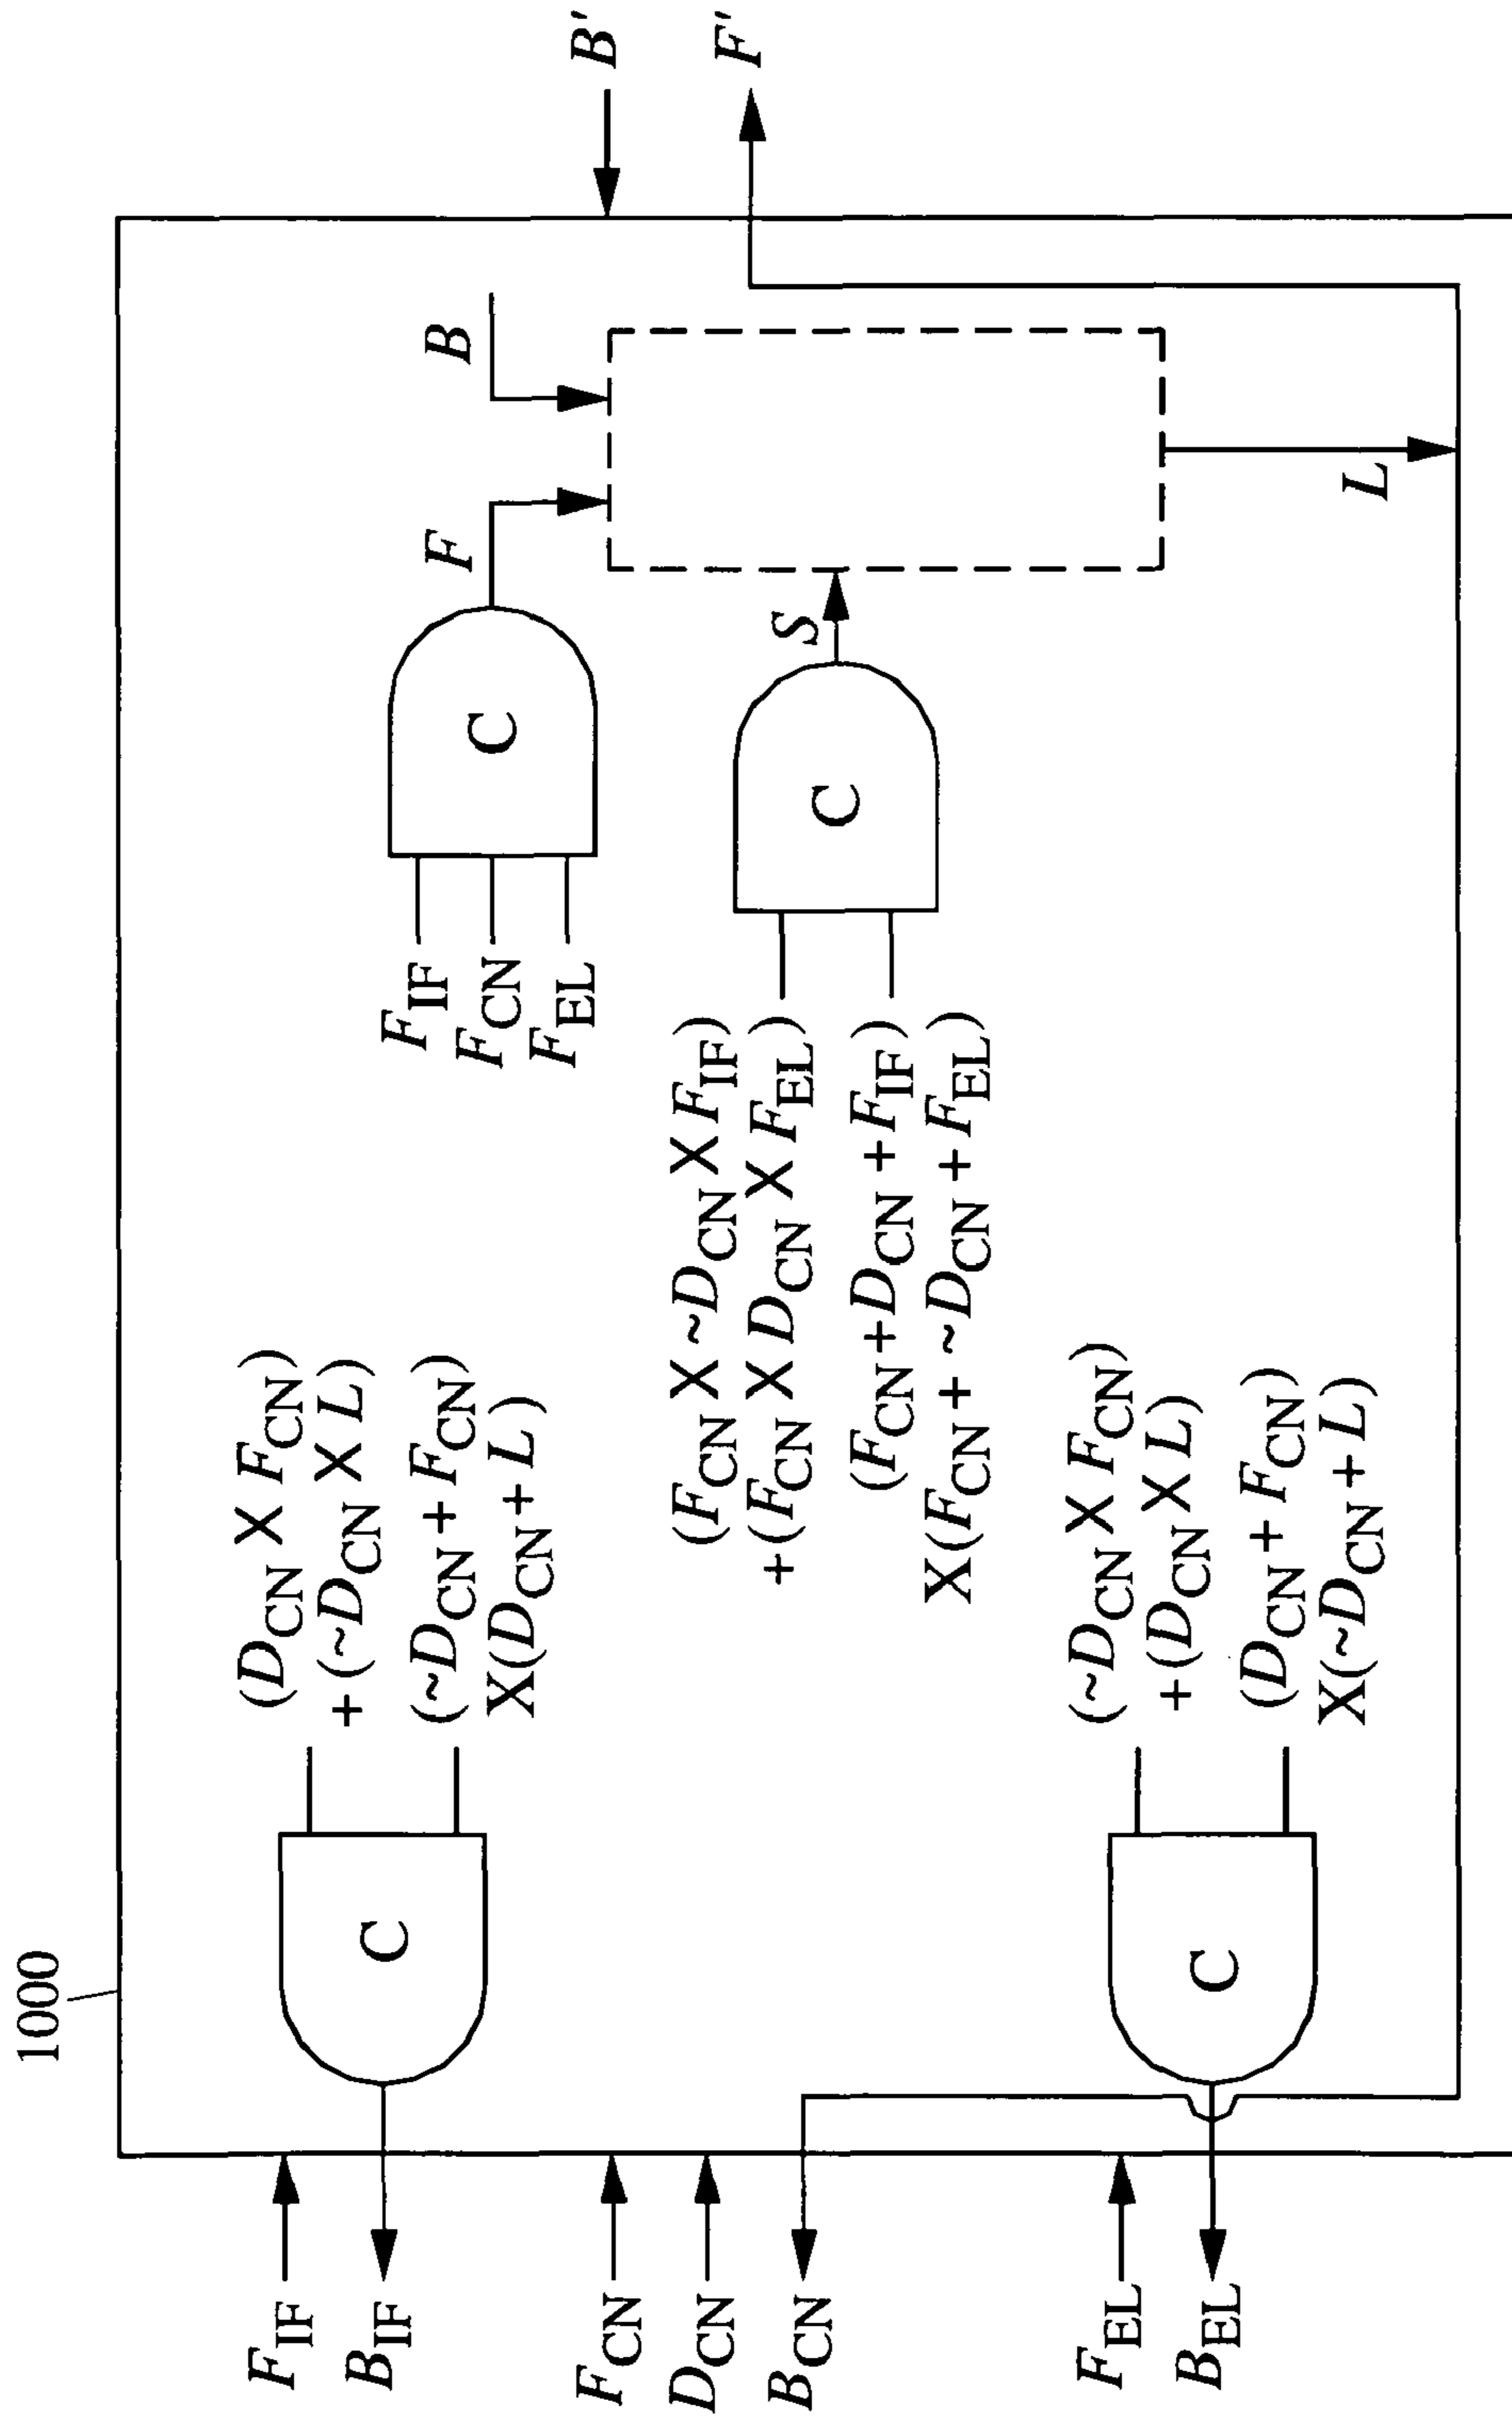 1000
F_IF
B_IF
F_CN
D_CN
B_CN
F_EL
B_EL
C
(D_CN X F_CN)
+(~D_CN X L)
(~D_CN + F_CN)
X(D_CN + L)
C
(~D_CN X F_CN)
+(D_CN X L)
(D_CN + F_CN)
X(~D_CN + L)
F_IF
F_CN
F_EL
C
F
B
(F_CN X ~D_CN X F_IF)
+(F_CN X D_CN X F_EL)
(F_CN + D_CN + F_IF)
X(F_CN + ~D_CN + F_EL)
C
S
L
B'
F'